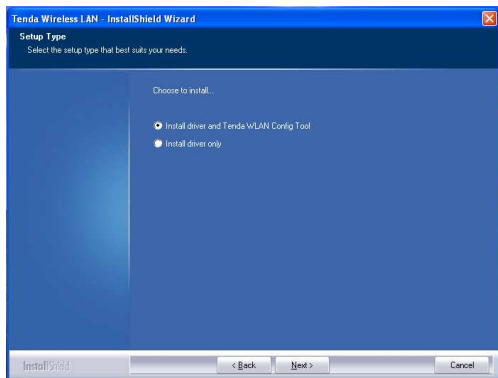 Tenda Wireless LAN - InstallShield Wizard
Setup Type
Select the setup type that best suits your needs.
Choose to install...
Install driver and Tenda WLAN Config Tool
Install driver only
InstallShield
< Back
Next >
Cancel